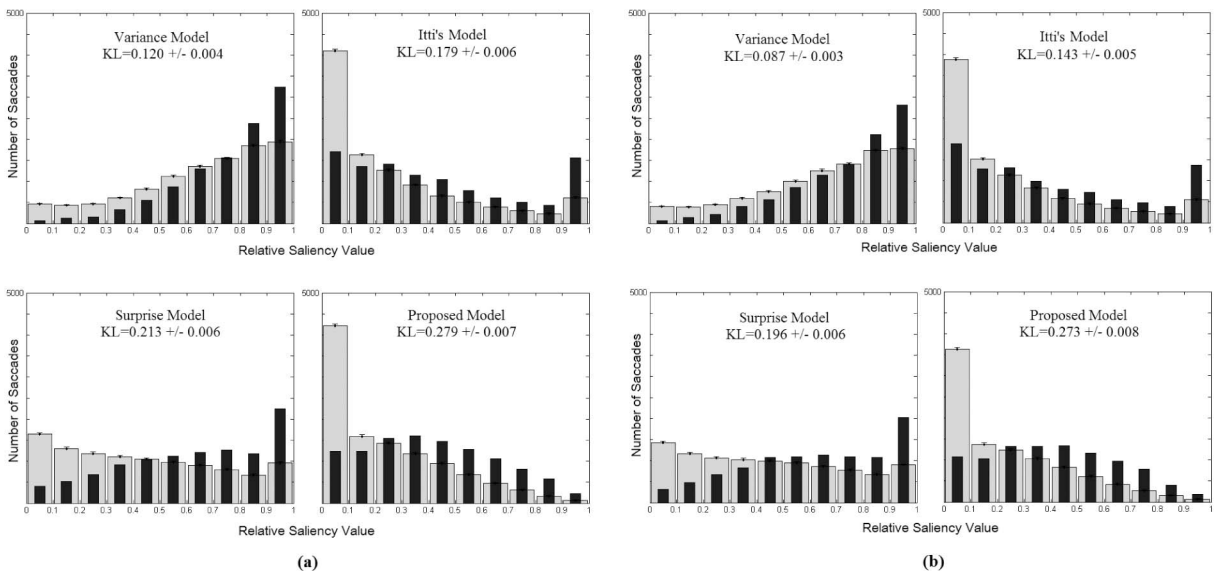 5000
Variance Model
KL=0.120 +/- 0.004
Number of Saccades
0 0.1 0.2 0.3 0.4 0.5 0.6 0.7 0.8 0.9 1
Itti's Model
KL=0.179 +/- 0.006
0.1 0.2 0.3 0.4 0.5 0.6 0.7 0.8 0.9 1
Relative Saliency Value
5000
Surprise Model
KL=0.213 +/- 0.006
Number of Saccades
0 0.1 0.2 0.3 0.4 0.5 0.6 0.7 0.8 0.9 1
Proposed Model
KL=0.279 +/- 0.007
0.1 0.2 0.3 0.4 0.5 0.6 0.7 0.8 0.9 1
Relative Saliency Value
(a)
5000
Variance Model
KL=0.087 +/- 0.003
Number of Saccades
0 0.1 0.2 0.3 0.4 0.5 0.6 0.7 0.8 0.9 1
Itti's Model
KL=0.143 +/- 0.005
0.1 0.2 0.3 0.4 0.5 0.6 0.7 0.8 0.9 1
Relative Saliency Value
5000
Surprise Model
KL=0.196 +/- 0.006
Number of Saccades
0 0.1 0.2 0.3 0.4 0.5 0.6 0.7 0.8 0.9
Proposed Model
KL=0.273 +/- 0.008
0.1 0.2 0.3 0.4 0.5 0.6 0.7 0.8 0.9 1
Relative Saliency Value
(b)